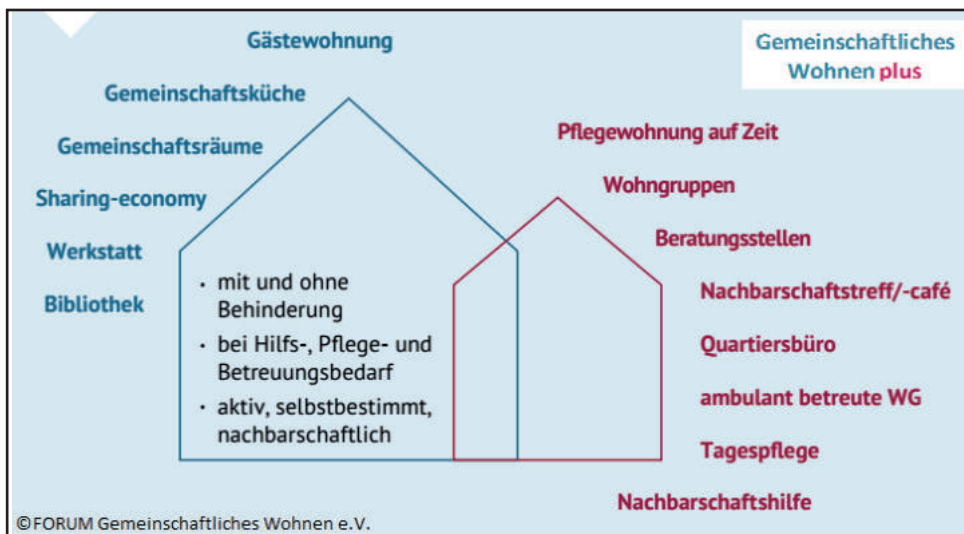 Gemeinschaftliches
Wohnen plus
Gästewohnung
Gemeinschaftsküche
Gemeinschaftsräume
Sharing-economy
Werkstatt
Bibliothek
· mit und ohne
Behinderung
· bei Hilfs-, Pflege- und
Betreuungsbedarf
· aktiv, selbstbestimmt,
nachbarschaftlich
Pflegewohnung auf Zeit
Wohngruppen
Beratungsstellen
Nachbarschaftstreff/-café
Quartiersbüro
ambulant betreute WG
Tagespflege
Nachbarschaftshilfe
©FORUM Gemeinschaftliches Wohnen e.V.